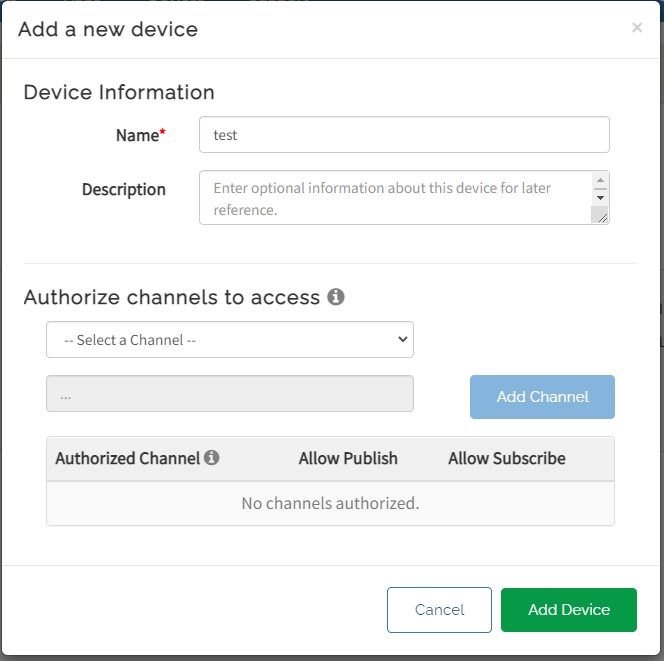 Add a new device
×
Device Information
Name*
test
Description
Enter optional information about this device for later
reference.
Authorize channels to access
-- Select a Channel --
...
Add Channel
Authorized Channel Allow Publish Allow Subscribe
No channels authorized.
Cancel Add Device